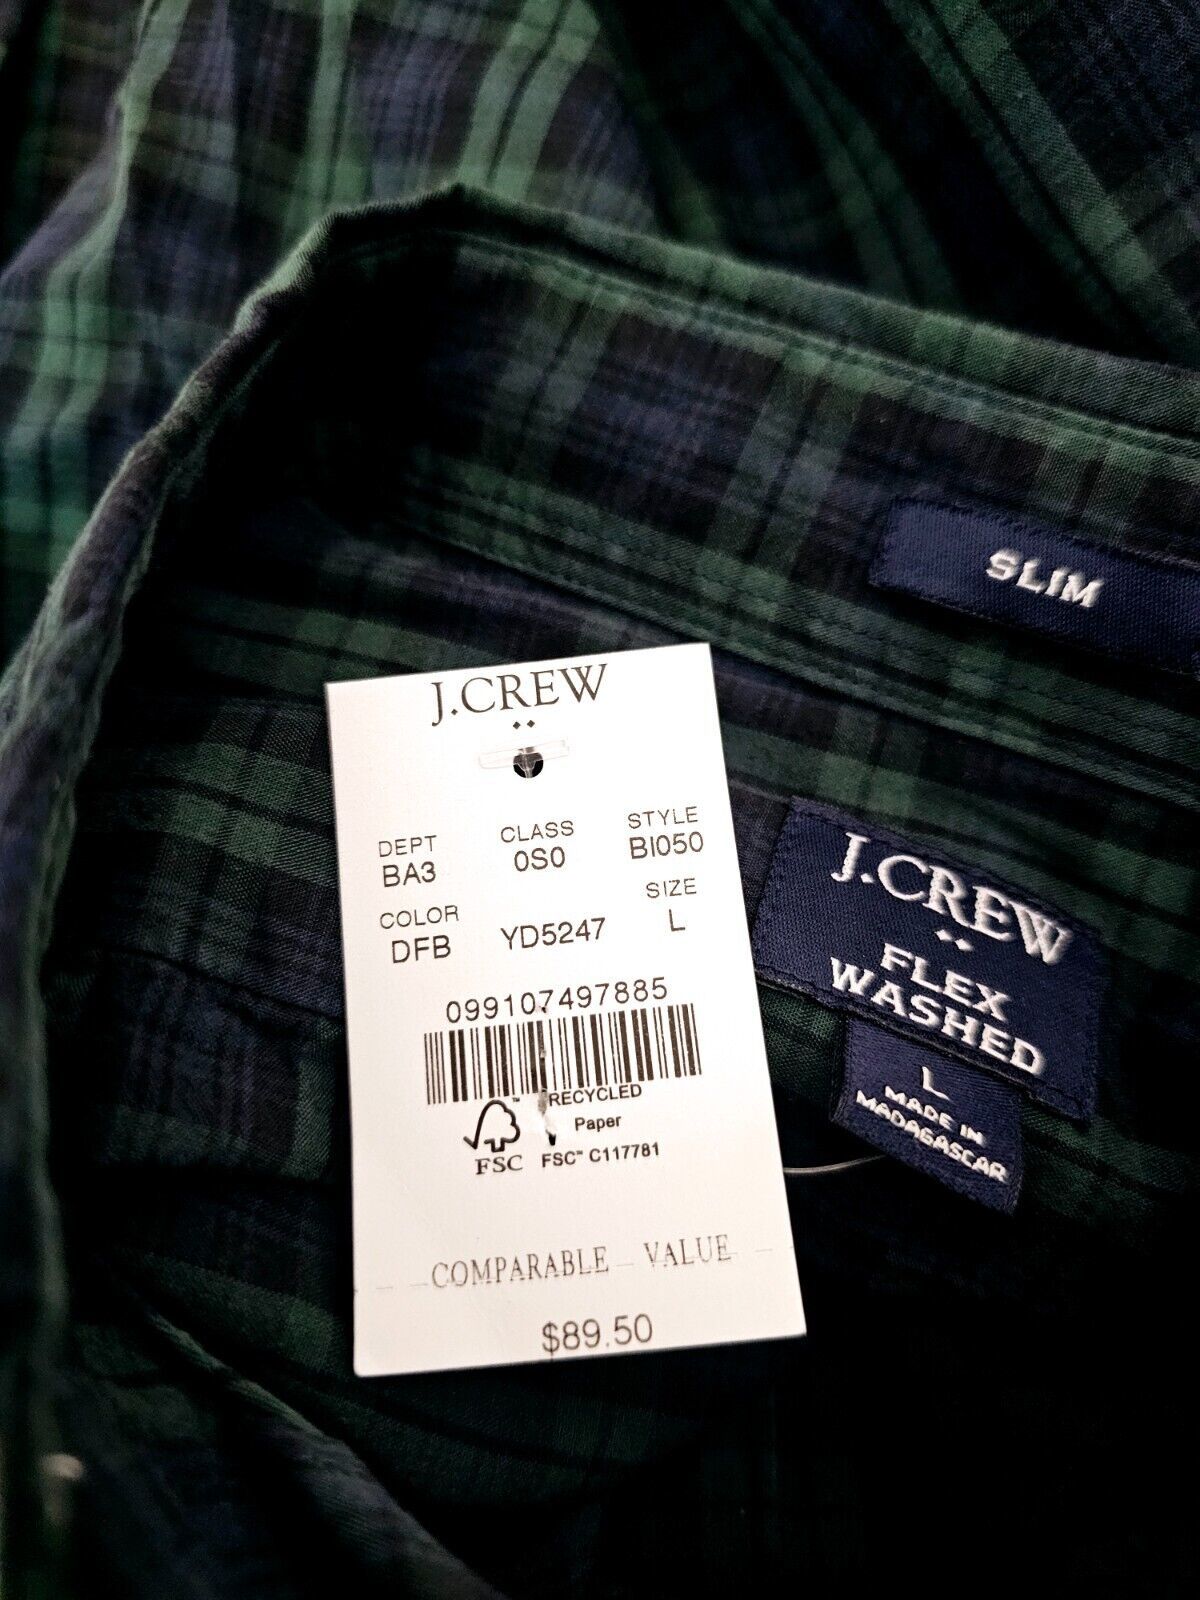 SLIM
J.CREW
DEPT CLASS STYLE
BA3 0S0 BI050
COLOR SIZE
DFB YD5247 L
099107497885
RECYCLED
Paper
FSC™ C117781
FSC
COMPARABLE VALUE
$89.50
J.CREW
FLEX
WASHED
L
MADE IN
MADAGASCAR